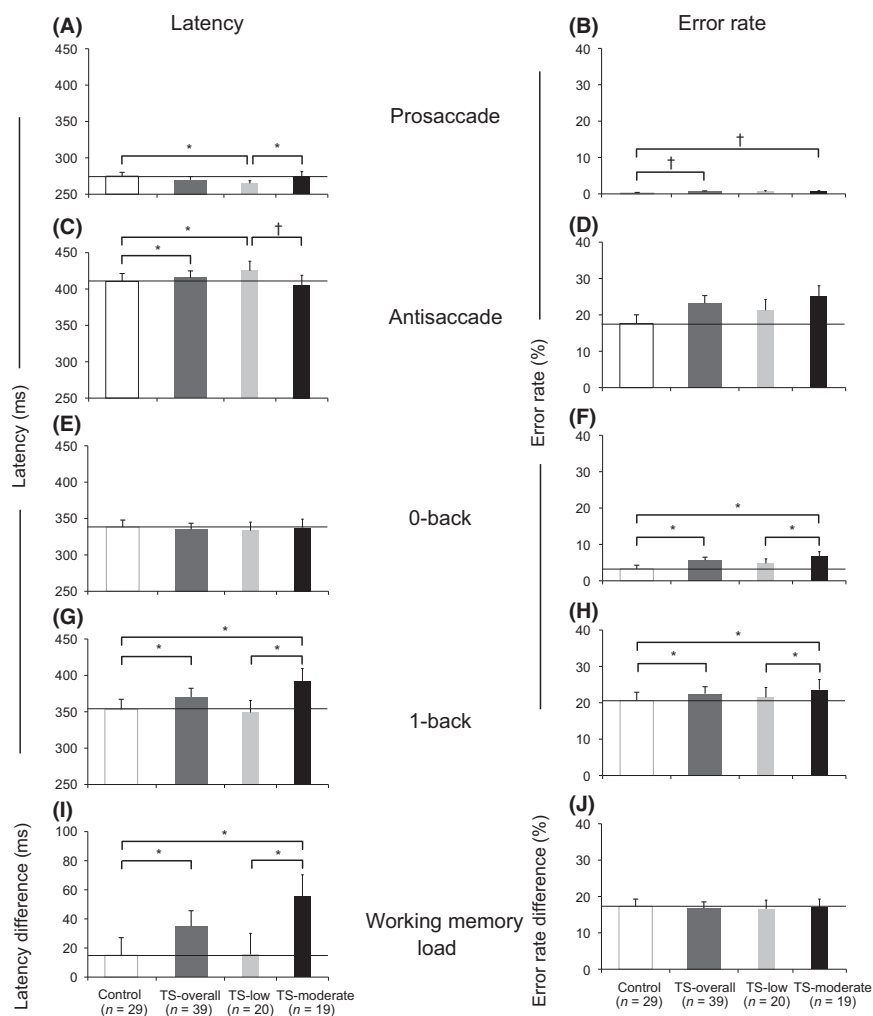 (A) Latency
450
400
350
300
250
*
*
(B) Error rate
40
30
20
10
0
†
†
Prosaccade
(C)
450
400
350
300
250
*
*
†
(D)
40
30
20
10
0
Antisaccade
Latency (ms)
Error rate (%)
(E)
450
400
350
300
250
(F)
40
30
20
10
0
*
*
*
0-back
(G)
450
400
350
300
250
*
*
*
(H)
40
30
20
10
0
*
*
*
1-back
(I)
Latency difference (ms)
100
80
60
40
20
0
*
*
*
Control TS-overall TS-low TS-moderate
(n = 29) (n = 39) (n = 20) (n = 19)
Working memory
load
(J)
Error rate difference (%)
40
30
20
10
0
Control TS-overall TS-low TS-moderate
(n = 29) (n = 39) (n = 20) (n = 19)